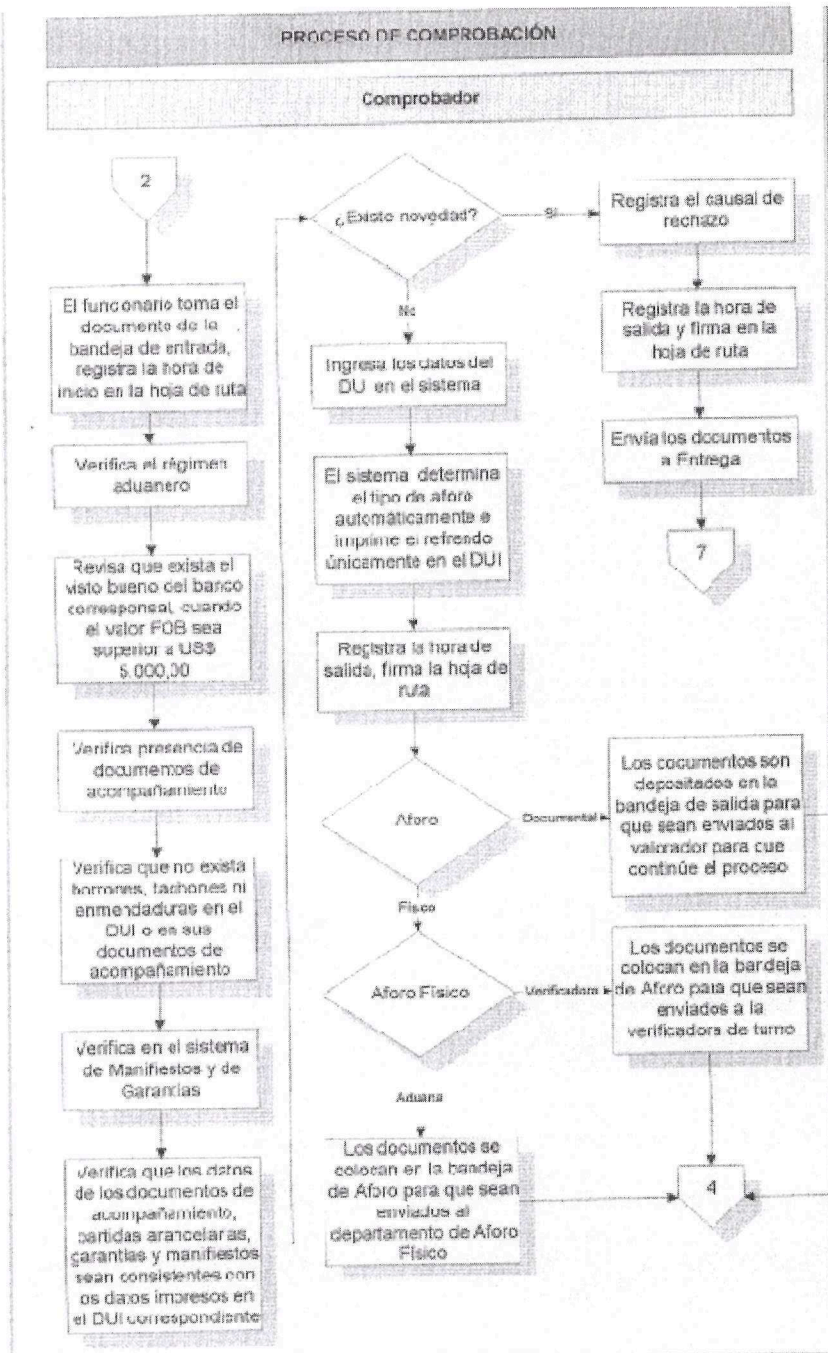 PROCESO DE COMPROBACIÓN
Comprobador
2
El funcionario toma el
documento de la
bandeja de entrada,
registra la hora de
inicio en la hoja de ruta
Verifica el régimen
aduanero
Revisa que exista el
visto bueno del banco
corresponsal, cuando
el valor FOB sea
superior a US$
5.000,00
Verifica presencia de
documentos de
acompañamiento
Verifica que no exista
borrones, tachones ni
enmendaduras en el
DUI o en sus
documentos de
acompañamiento
Verifica en el sistema
de Manifiestos y de
Garantías
Verifica que los datos
de los documentos de
acompañamiento,
partidas arancelarias,
garantías y manifiestos
sean consistentes con
los datos impresos en
el DUI correspondiente
¿Existe novedad?
Si
No
Ingresa los datos del
DUI en el sistema
El sistema determina
el tipo de aforo
automáticamente e
imprime el refrendo
únicamente en el DUI
Registra la hora de
salida, firma la hoja de
ruta
Aforo
Documental
Físico
Aforo Físico
Verificadora
Aduana
Los documentos se
colocan en la bandeja
de Aforo para que sean
enviados al
departamento de Aforo
Físico
Registra el causal de
rechazo
Registra la hora de
salida y firma en la
hoja de ruta
Envía los documentos
a Entrega
7
Los documentos son
depositados en la
bandeja de salida para
que sean enviados al
valorador para que
continúe el proceso
Los documentos se
colocan en la bandeja
de Aforo para que sean
enviados a la
verificadora de turno
4